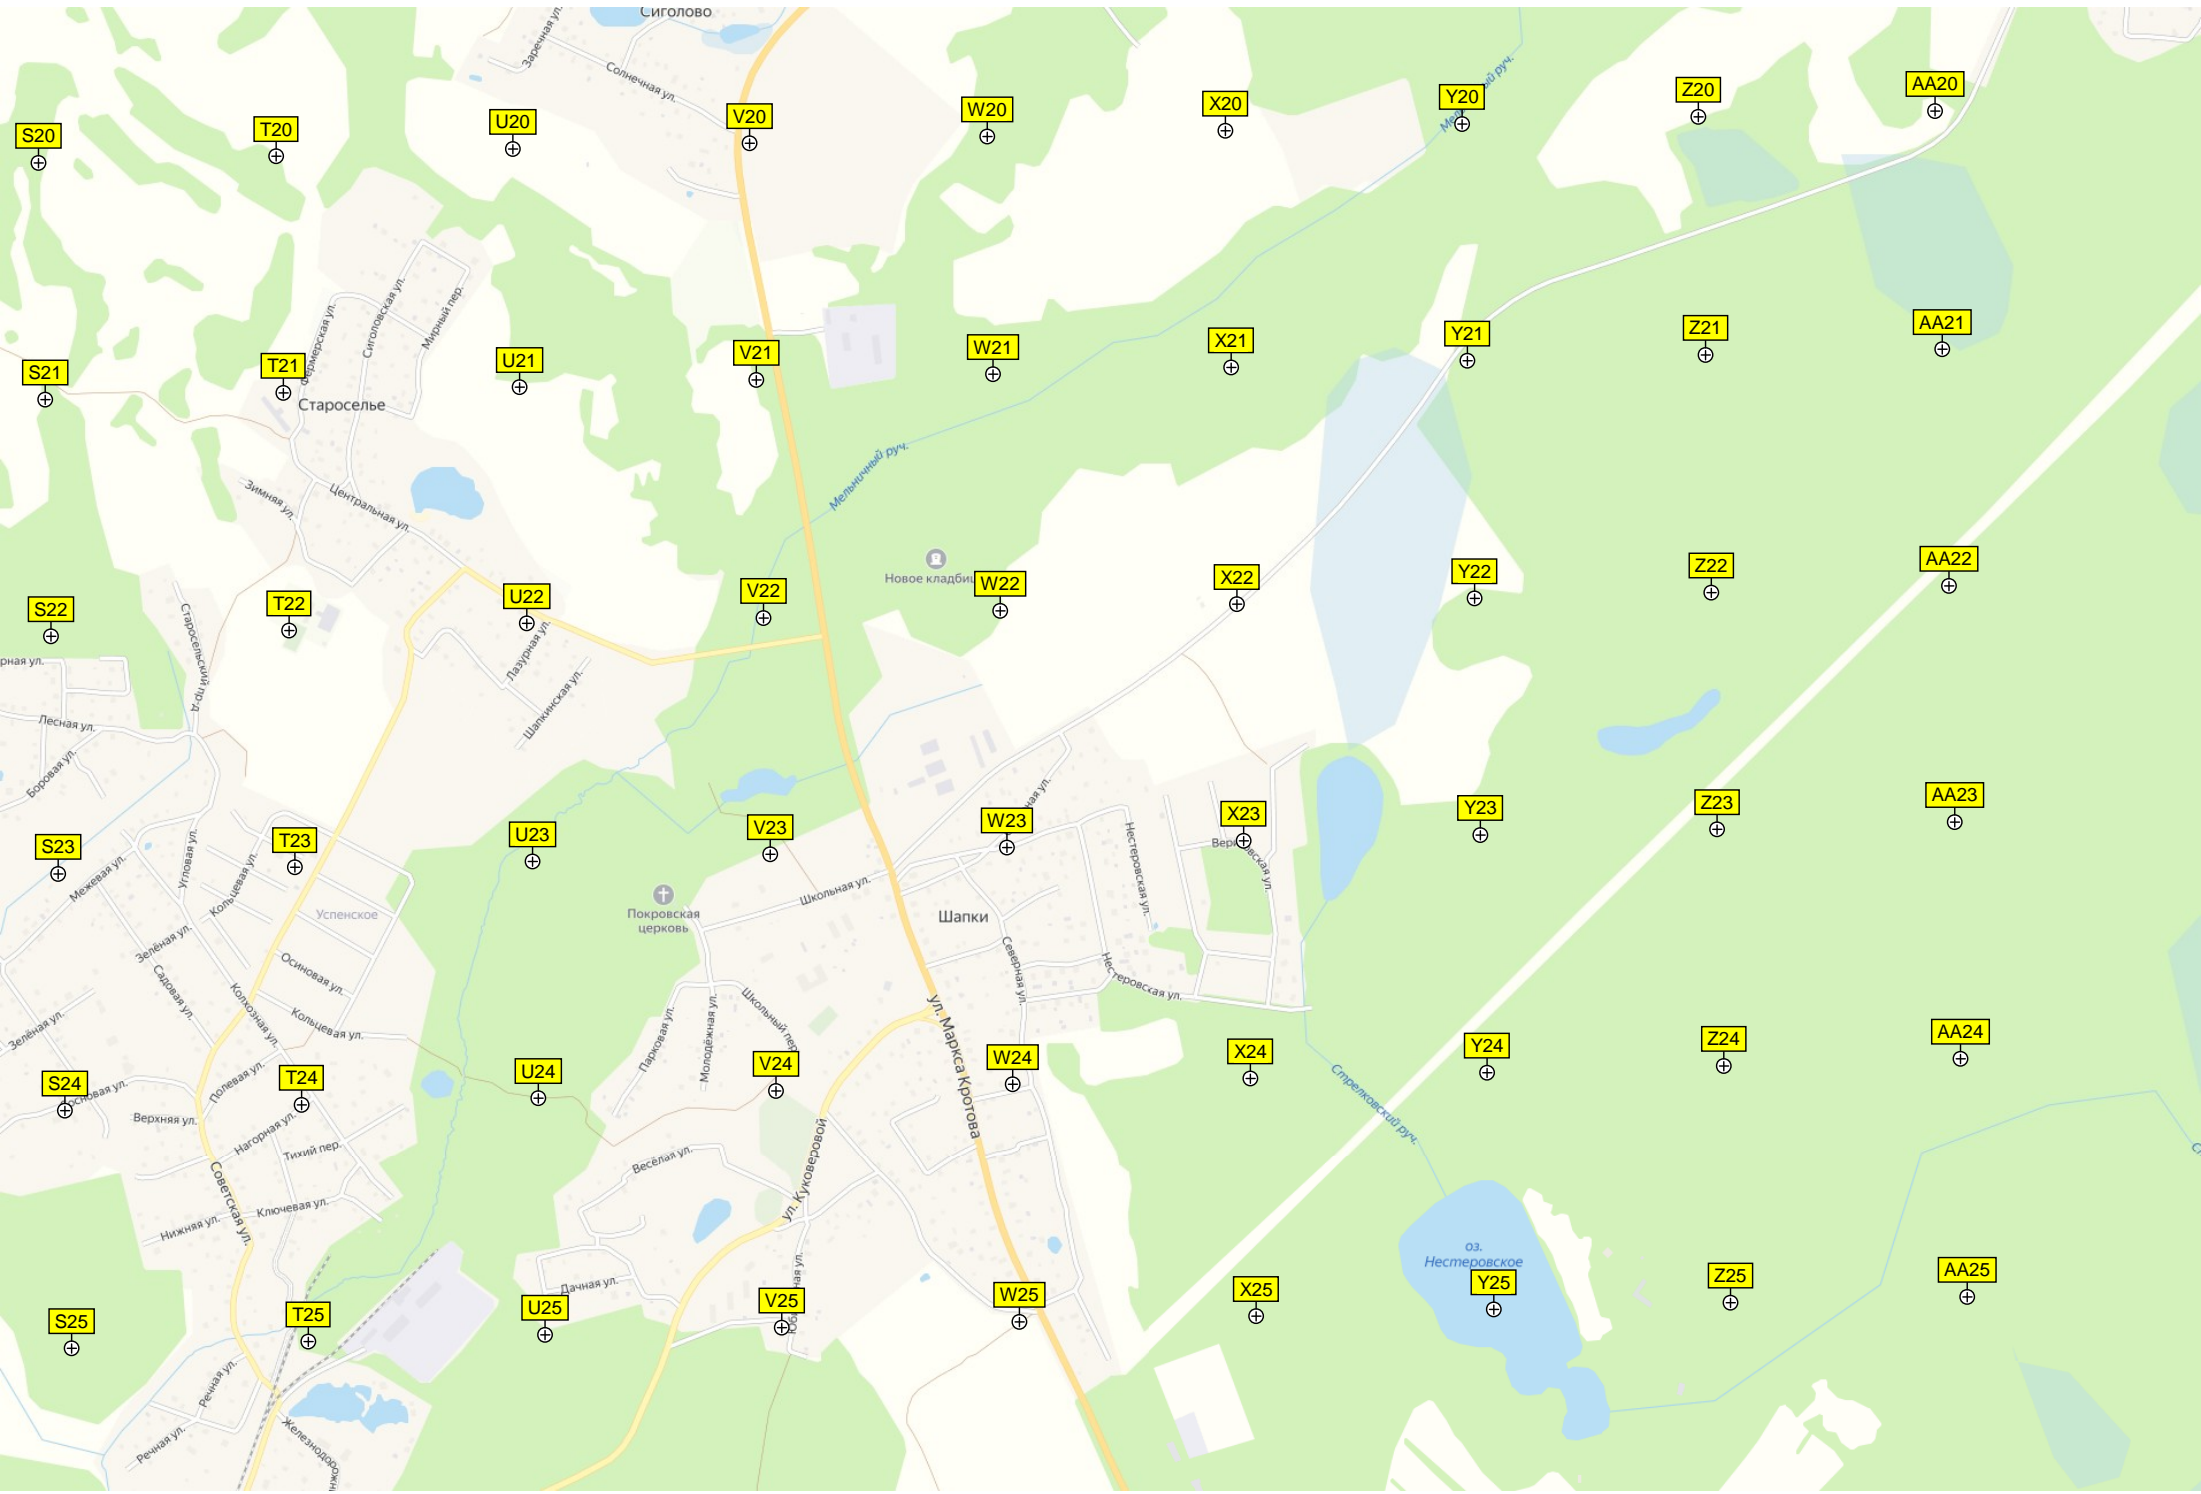 Сиголово
Заречная ул.
Солнечная ул.
S20
T20
U20
V20
W20
X20
Y20
Z20
AA20
Сиголовская ул.
Мирный пер.
Фермерская ул.
S21
T21
U21
V21
W21
X21
Y21
Z21
AA21
Староселье
Мельничный руч.
Зимняя ул.
Центральная ул.
Новое
S22
T22
U22
V22
W22
X22
Y22
Z22
AA22
Старосельский пр-д
Лазурная ул.
Шапкинская ул.
Лесная ул.
Боровая ул.
S23
T23
U23
V23
W23
X23
Y23
Z23
AA23
Межевая ул.
Угловая ул.
Кольцевая ул.
Нестеровская ул.
Школьная ул.
Успенское
Покровская
церковь
Шапки
Зелёная ул.
Садовая ул.
Осиновая ул.
Колхозная ул.
Кольцевая ул.
Северная ул.
Нестеровская ул.
Зелёная ул.
Парковая ул.
Молодёжная ул.
Школьный пер.
ул. Маркса Кротова
S24
T24
U24
V24
W24
X24
Y24
Z24
AA24
Полевая ул.
Верхняя ул.
Нагорная ул.
Тихий пер.
Стрелковский руч.
Весёлая ул.
ул. Куковеровой
Советская ул.
Ключевая ул.
Нижняя ул.
оз.
Нестеровское
Дачная ул.
S25
T25
U25
V25
W25
X25
Y25
Z25
AA25
Речная ул.
Речная ул.